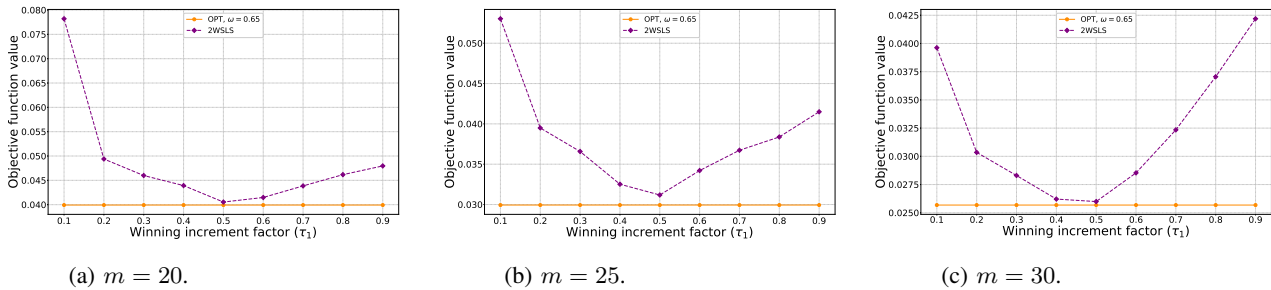 0.080
0.075
0.070
0.065
0.060
0.055
0.050
0.045
0.040
Objective function value
OPT, ω = 0.65
2WSLS
0.1 0.2 0.3 0.4 0.5 0.6 0.7 0.8 0.9
Winning increment factor (τ₁)
(a) m = 20.
0.050
0.045
0.040
0.035
0.030
Objective function value
OPT, ω = 0.65
2WSLS
0.1 0.2 0.3 0.4 0.5 0.6 0.7 0.8 0.9
Winning increment factor (τ₁)
(b) m = 25.
0.0425
0.0400
0.0375
0.0350
0.0325
0.0300
0.0275
0.0250
Objective function value
OPT, ω = 0.65
2WSLS
0.1 0.2 0.3 0.4 0.5 0.6 0.7 0.8 0.9
Winning increment factor (τ₁)
(c) m = 30.